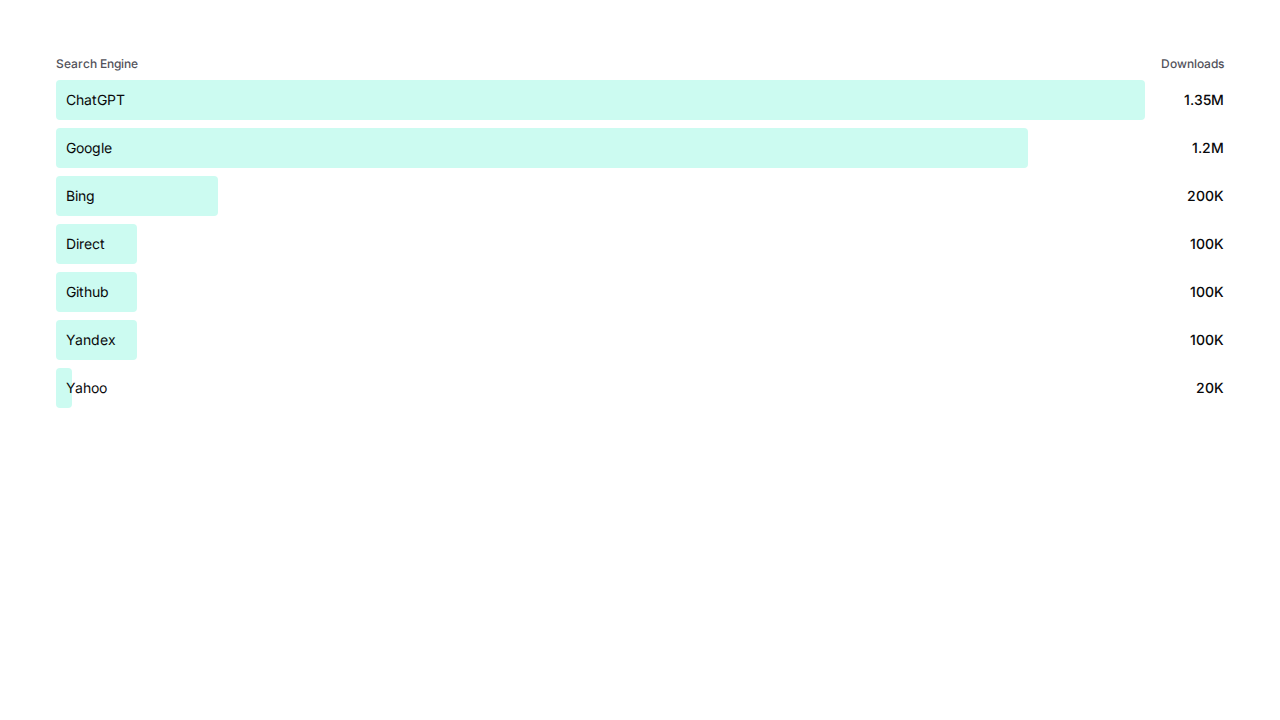 Search Engine Downloads
ChatGPT 1.35M
Google 1.2M
Bing 200K
Direct 100K
Github 100K
Yandex 100K
Yahoo 20K